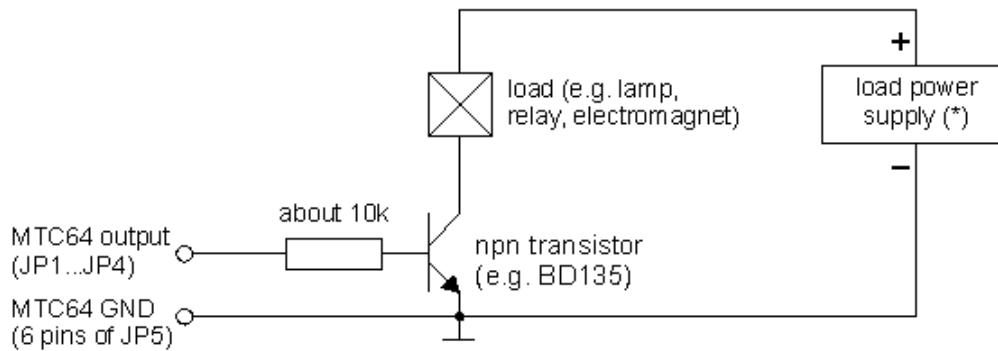 +
load (e.g. lamp,
relay, electromagnet)
load power
supply (*)
−
about 10k
MTC64 output
(JP1...JP4)
npn transistor
(e.g. BD135)
MTC64 GND
(6 pins of JP5)